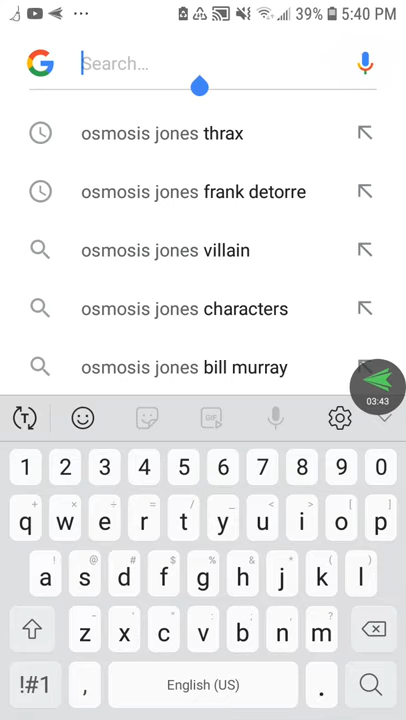 39% 5:40 PM
Search...
osmosis jones thrax
osmosis jones frank detorre
osmosis jones villain
osmosis jones characters
osmosis jones bill murray
03:43
T GIF
1 2 3 4 5 6 7 8 9 0
+ × ÷ = / _ < > [ ]
q w e r t y u i o p
! @ # $ % ^ & * ( )
a s d f g h j k l
- ' " : ; , ?
z x c v b n m
!#1 , English (US) .